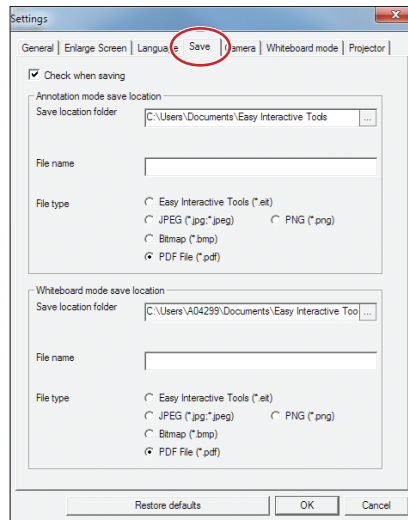 Settings
General Enlarge Screen Language Save Camera Whiteboard mode Projector
Check when saving
Annotation mode save location
Save location folder C:\Users\Documents\Easy Interactive Tools ...
File name
File type Easy Interactive Tools (*.eit)
JPEG (*.jpg;*.jpeg) PNG (*.png)
Bitmap (*.bmp)
PDF File (*.pdf)
Whiteboard mode save location
Save location folder C:\Users\A04299\Documents\Easy Interactive Too ...
File name
File type Easy Interactive Tools (*.eit)
JPEG (*.jpg;*.jpeg) PNG (*.png)
Bitmap (*.bmp)
PDF File (*.pdf)
Restore defaults OK Cancel